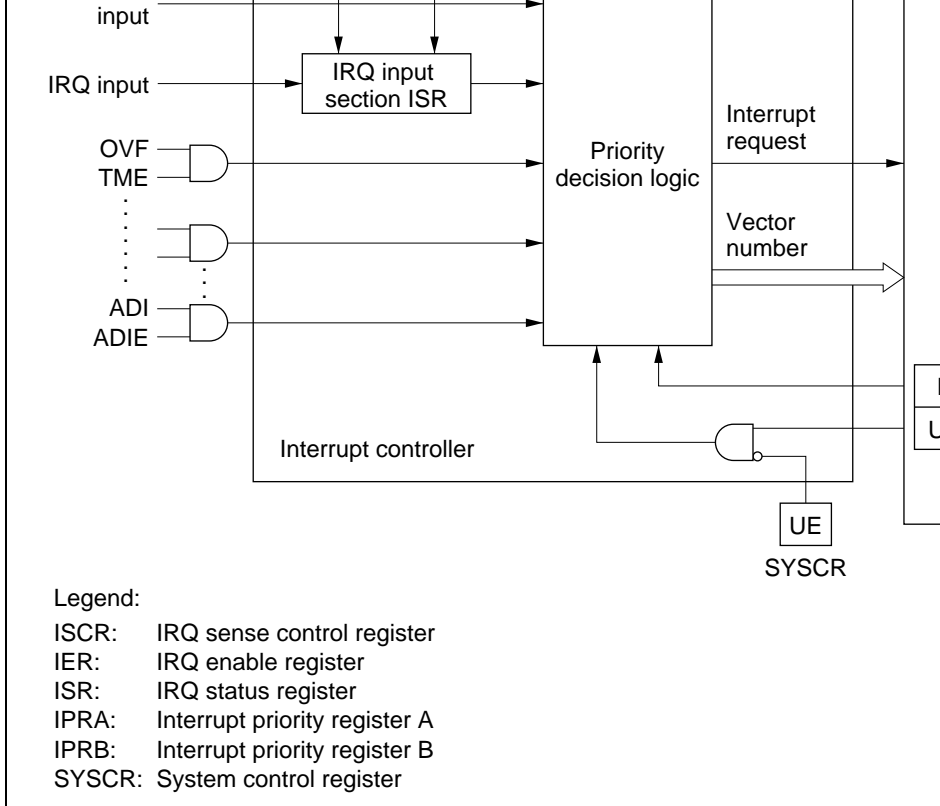 input
IRQ input
IRQ input
section ISR
OVF
TME
ADI
ADIE
Priority
decision logic
Interrupt
request
Vector
number
Interrupt controller
UE
SYSCR
Legend:
ISCR: IRQ sense control register
IER: IRQ enable register
ISR: IRQ status register
IPRA: Interrupt priority register A
IPRB: Interrupt priority register B
SYSCR: System control register